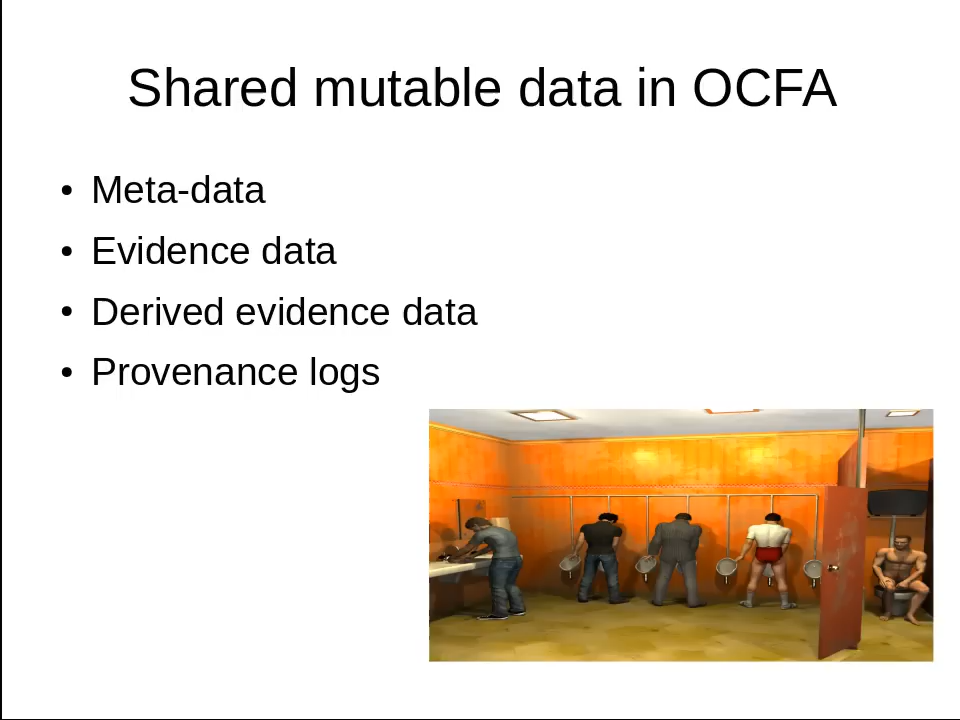 Shared mutable data in OCFA
• Meta-data
• Evidence data
• Derived evidence data
• Provenance logs